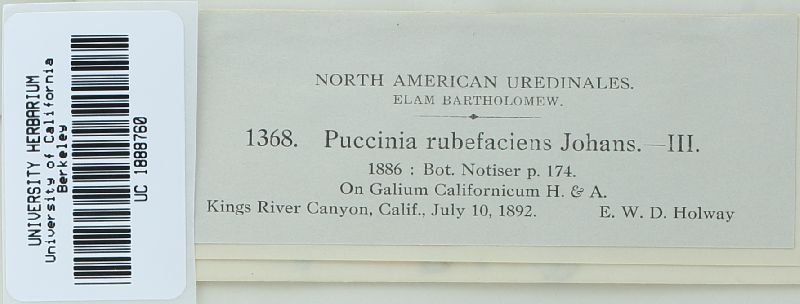 UNIVERSITY HERBARIUM
University of California
Berkeley
UC 1888760
NORTH AMERICAN UREDINALES.
ELAM BARTHOLOMEW.
1368. Puccinia rubefaciens Johans.—III.
1886 : Bot. Notiser p. 174.
On Galium Californicum H. & A.
Kings River Canyon, Calif., July 10, 1892. E. W. D. Holway